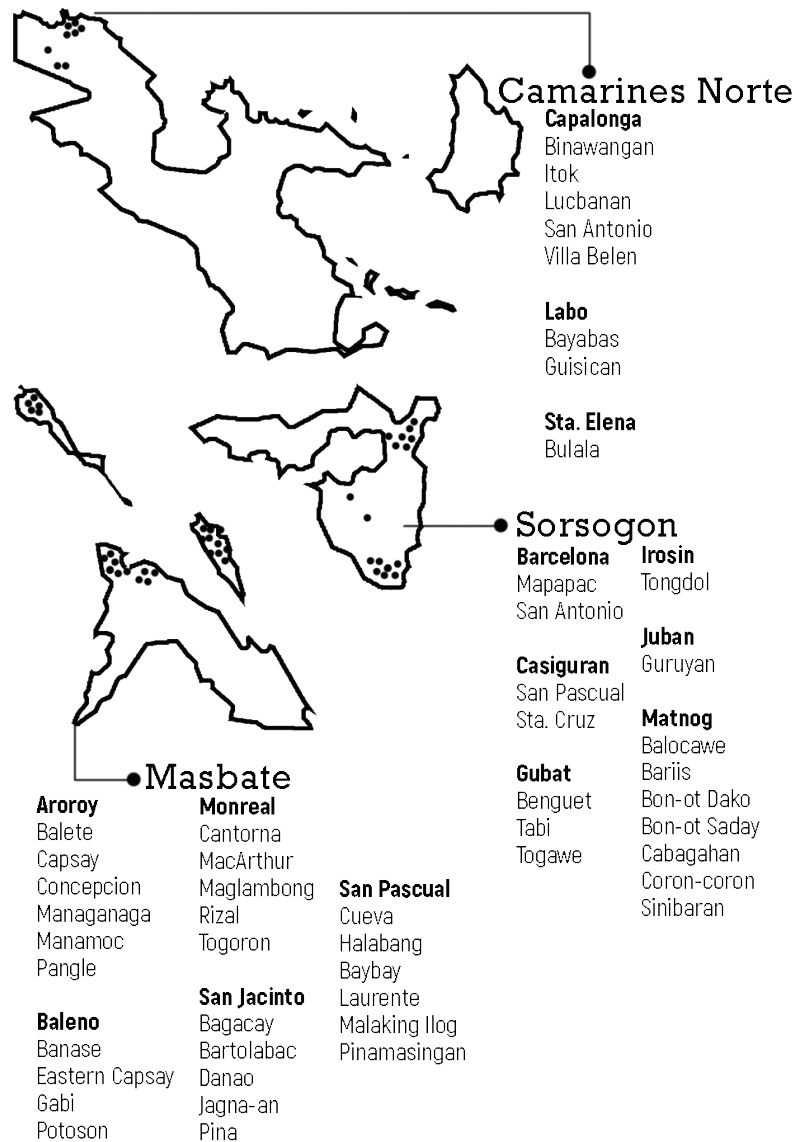 Camarines Norte
Capalonga
Binawangan
Itok
Lucbanan
San Antonio
Villa Belen
Labo
Bayabas
Guisican
Sta. Elena
Bulala
Sorsogon
Barcelona
Mapapac
San Antonio
Casiguran
San Pascual
Sta. Cruz
Gubat
Benguet
Tabi
Togawe
Irosin
Tongdol
Juban
Guruyan
Matnog
Balocawe
Bariis
Bon-ot Dako
Bon-ot Saday
Cabagahan
Coron-coron
Sinibaran
Masbate
Aroroy
Balete
Capsay
Concepcion
Managanaga
Manamoc
Pangle
Baleno
Banase
Eastern Capsay
Gabi
Potoson
Monreal
Cantorna
MacArthur
Maglambong
Rizal
Togoron
San Jacinto
Bagacay
Bartolabac
Danao
Jagna-an
Pina
San Pascual
Cueva
Halabang
Baybay
Laurente
Malaking Ilog
Pinamasingan